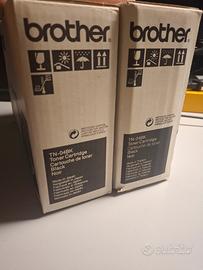 brother
TN-04BK
Toner Cartridge
Cartouche de toner
Black
Noir
brother
TN-04BK
Toner Cartridge
Cartouche de toner
Black
Noir
subito